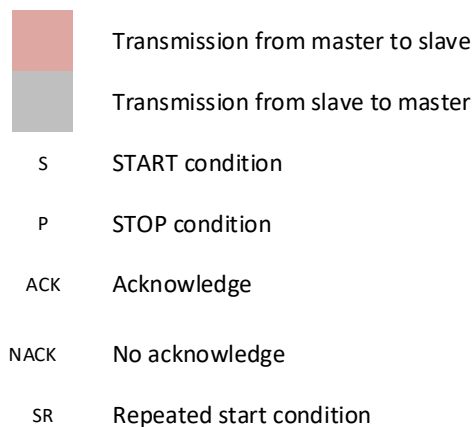 Transmission from master to slave
Transmission from slave to master
S START condition
P STOP condition
ACK Acknowledge
NACK No acknowledge
SR Repeated start condition